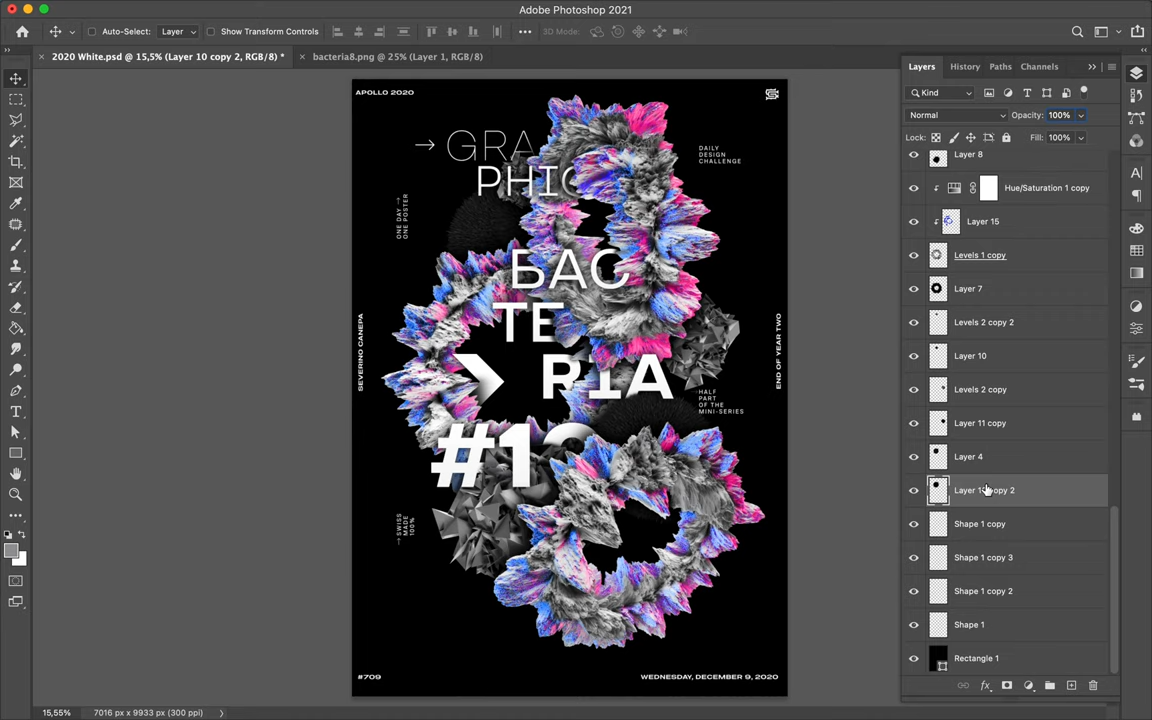 Adobe Photoshop 2021
Auto-Select:
Layer
Show Transform Controls
3D Mode:
2020 White.psd @ 15,5% (Layer 10 copy 2, RGB/8) *
bacteria8.png @ 25% (Layer 1, RGB/8)
Layers
History
Paths
Channels
Kind
Normal
Opacity:
100%
Lock:
Fill:
100%
Layer 8
Hue/Saturation 1 copy
Layer 15
Levels 1 copy
Layer 7
Levels 2 copy 2
Layer 10
Levels 2 copy
Layer 11 copy
Layer 4
Shape 1 copy
Shape 1 copy 3
Shape 1 copy 2
Shape 1
Rectangle 1
APOLLO 2020
→ GRA
PHIC
DAILY
DESIGN
CHALLENGE
ONE DAY →
ONE POSTER
БАС
TE
RIA
SEVERINO CANEPA
END OF YEAR TWO
HALF
PART
OF THE
MINI-SERIES
→ SWISS
MADE
100%
#709
WEDNESDAY, DECEMBER 9, 2020
15,55%
7016 px x 9933 px (300 ppi)